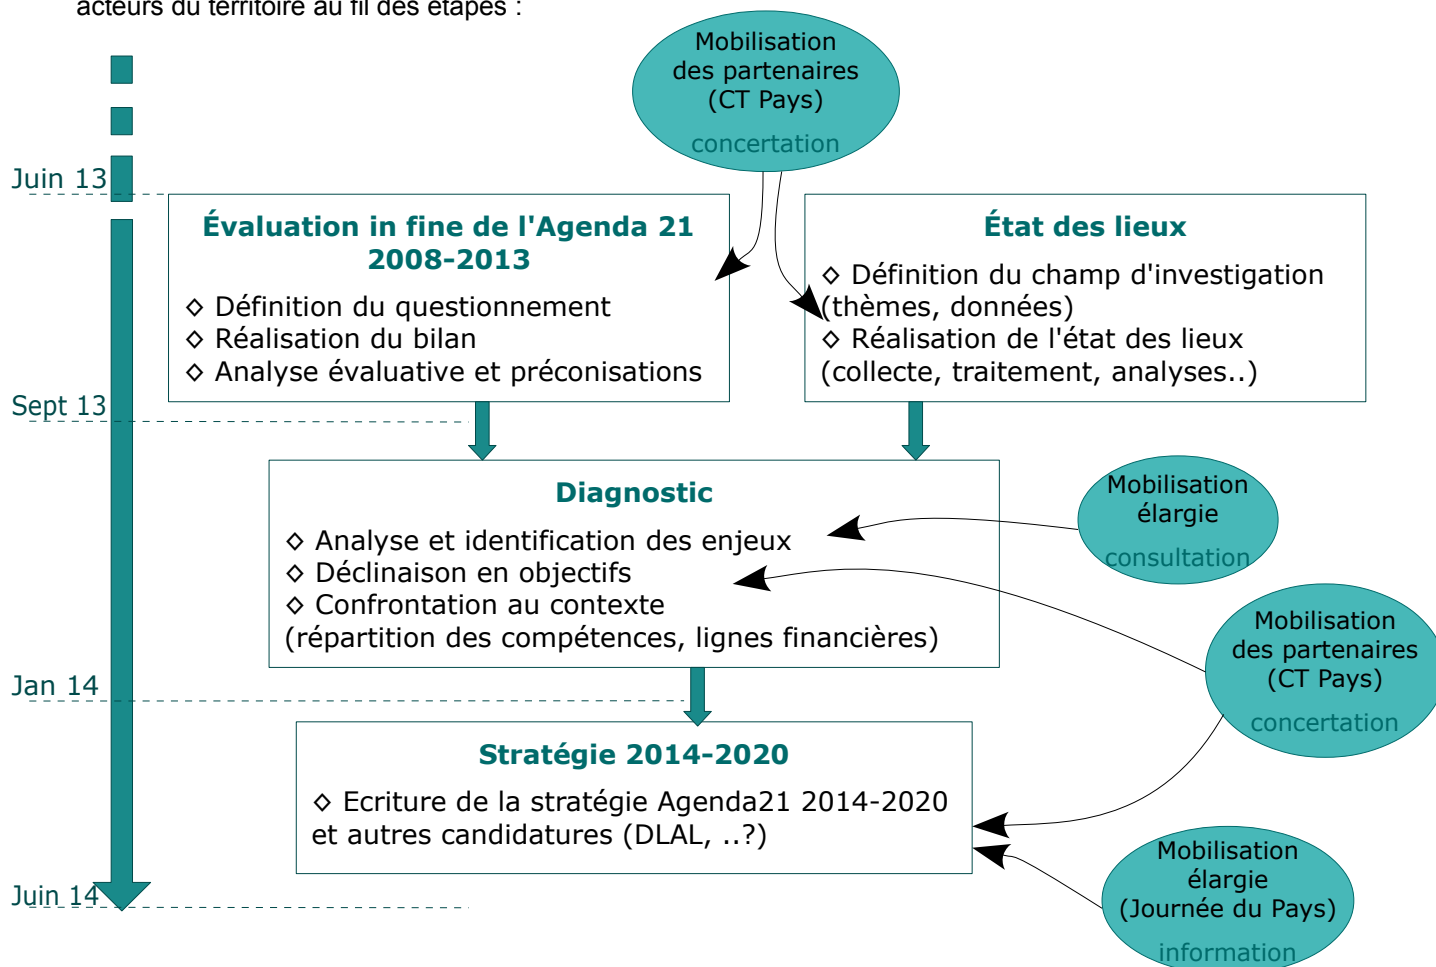 acteurs du territoire au fil des étapes :
Mobilisation
des partenaires
(CT Pays)
concertation
Juin 13
Évaluation in fine de l'Agenda 21
2008-2013
◇ Définition du questionnement
◇ Réalisation du bilan
◇ Analyse évaluative et préconisations
État des lieux
◇ Définition du champ d'investigation
(thèmes, données)
◇ Réalisation de l'état des lieux
(collecte, traitement, analyses..)
Sept 13
Diagnostic
◇ Analyse et identification des enjeux
◇ Déclinaison en objectifs
◇ Confrontation au contexte
(répartition des compétences, lignes financières)
Mobilisation
élargie
consultation
Mobilisation
des partenaires
(CT Pays)
concertation
Jan 14
Stratégie 2014-2020
◇ Ecriture de la stratégie Agenda21 2014-2020
et autres candidatures (DLAL, ..?)
Mobilisation
élargie
(Journée du Pays)
information
Juin 14